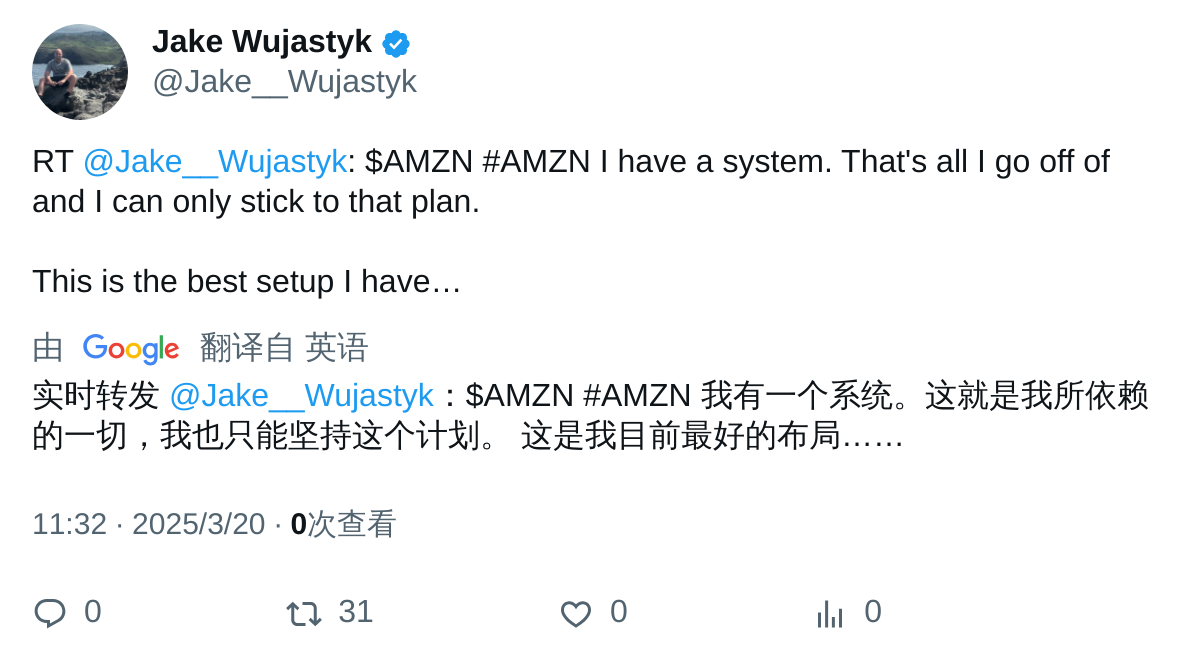 Jake Wujastyk
@Jake__Wujastyk
RT @Jake__Wujastyk: $AMZN #AMZN I have a system. That's all I go off of
and I can only stick to that plan.
This is the best setup I have…
由 Google 翻译自 英语
实时转发 @Jake__Wujastyk：$AMZN #AMZN 我有一个系统。这就是我所依赖
的一切，我也只能坚持这个计划。 这是我目前最好的布局……
11:32 · 2025/3/20 · 0次查看
0 31 0 0